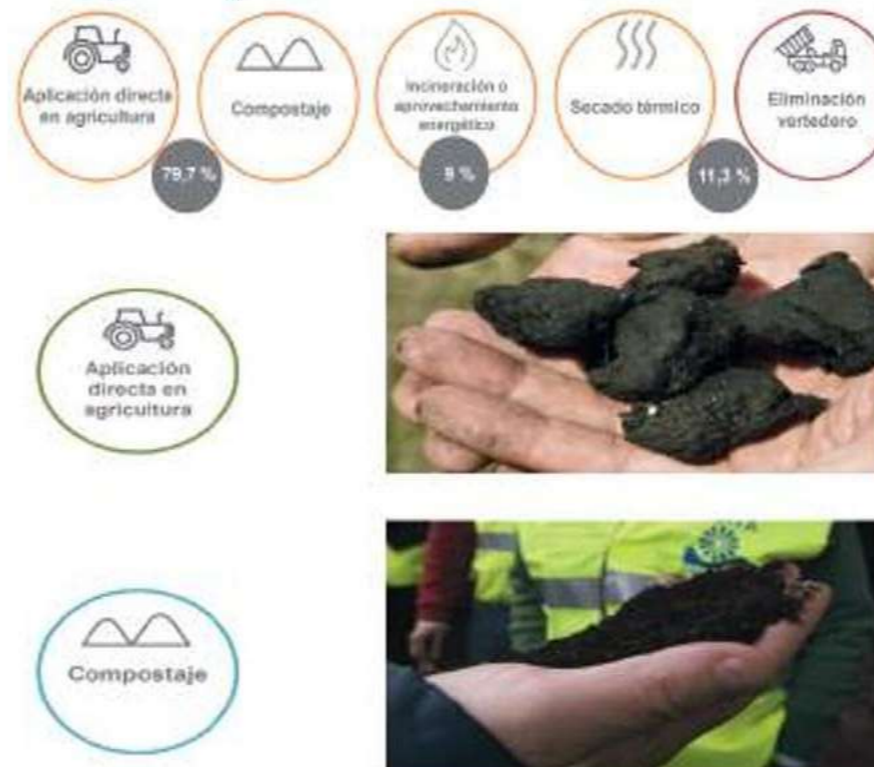 Aplicación directa
en agricultura
Compostaje
Incineración o
aprovechamiento
energético
Secado térmico
Eliminación
vertedero
79,7 %
9 %
11,3 %
Aplicación
directa en
agricultura
Compostaje